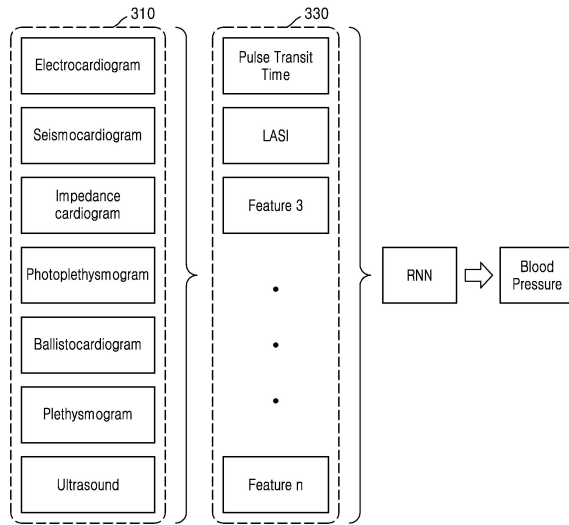 310
Electrocardiogram
Seismocardiogram
Impedance
cardiogram
Photoplethysmogram
Ballistocardiogram
Plethysmogram
Ultrasound
330
Pulse Transit
Time
LASI
Feature 3
Feature n
RNN
Blood
Pressure